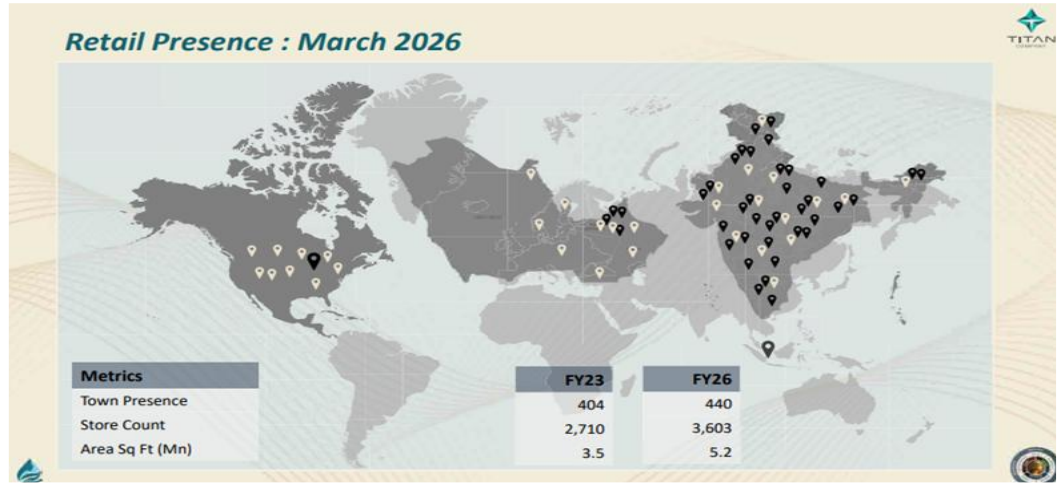 Retail Presence : March 2026
TITAN
COMPANY
Metrics FY23 FY26
Town Presence 404 440
Store Count 2,710 3,603
Area Sq Ft (Mn) 3.5 5.2